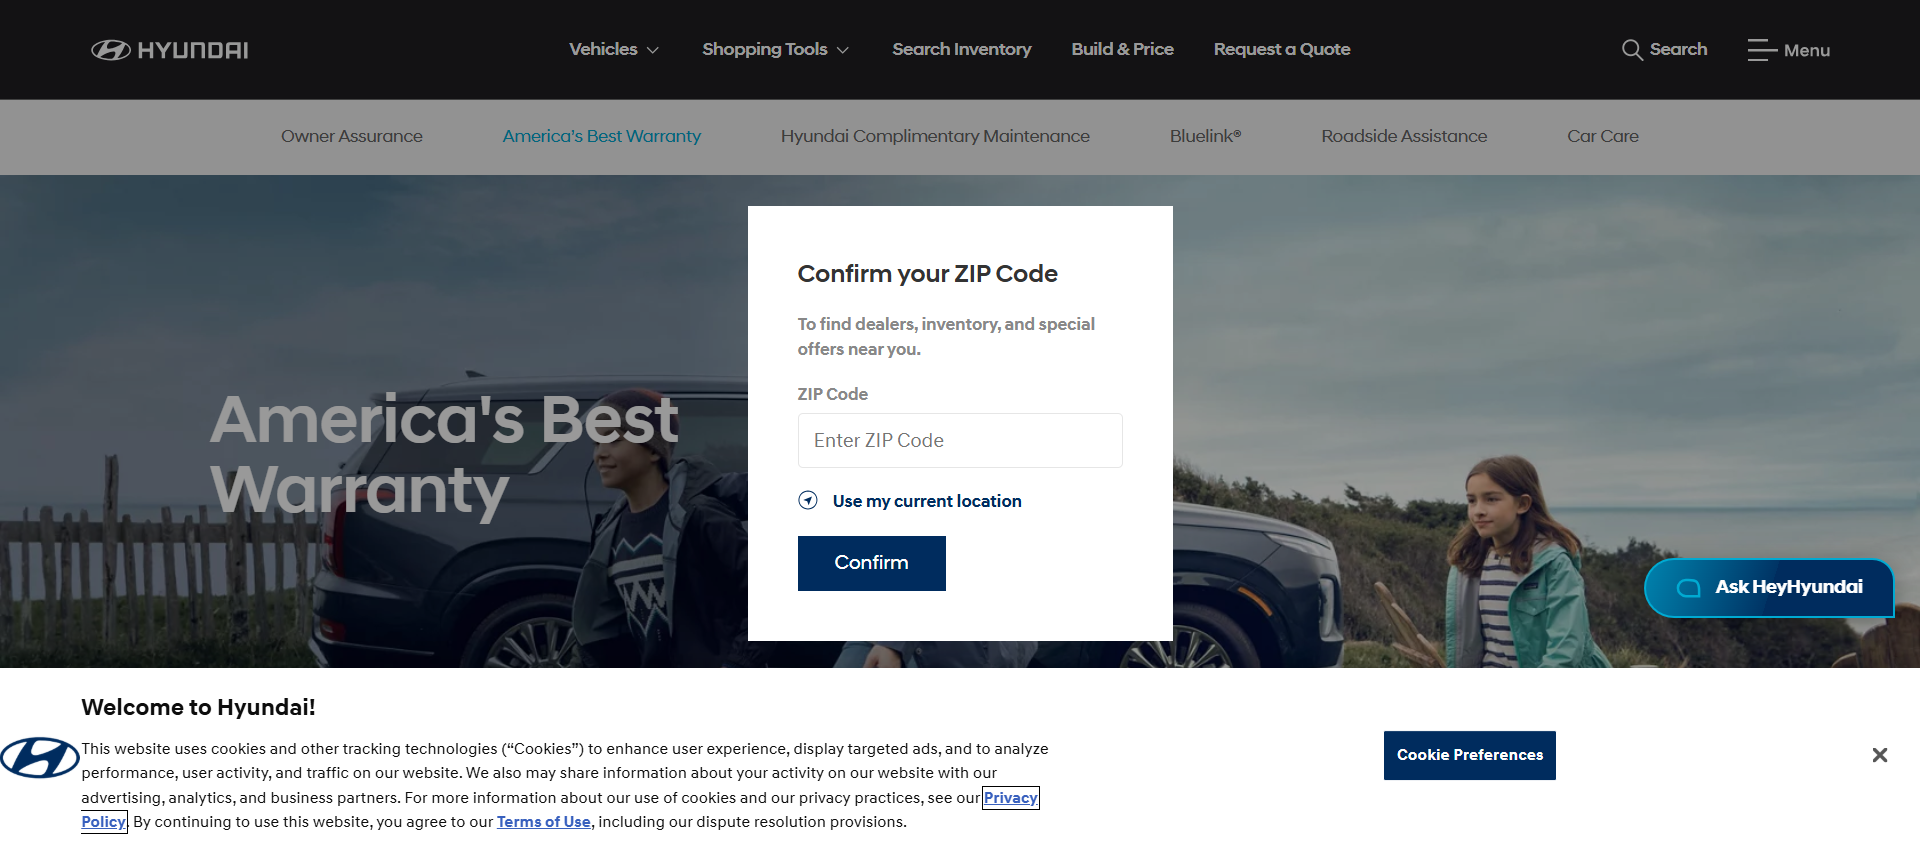 HYUNDAI
Vehicles
Shopping Tools
Search Inventory
Build & Price
Request a Quote
Search
Menu
Owner Assurance
America's Best Warranty
Hyundai Complimentary Maintenance
Bluelink®
Roadside Assistance
Car Care
America's Best
Warranty
Confirm your ZIP Code
To find dealers, inventory, and special
offers near you.
ZIP Code
Enter ZIP Code
Use my current location
Confirm
Ask HeyHyundai
Welcome to Hyundai!
This website uses cookies and other tracking technologies (“Cookies”) to enhance user experience, display targeted ads, and to analyze
performance, user activity, and traffic on our website. We also may share information about your activity on our website with our
advertising, analytics, and business partners. For more information about our use of cookies and our privacy practices, see our Privacy
Policy. By continuing to use this website, you agree to our Terms of Use, including our dispute resolution provisions.
Cookie Preferences